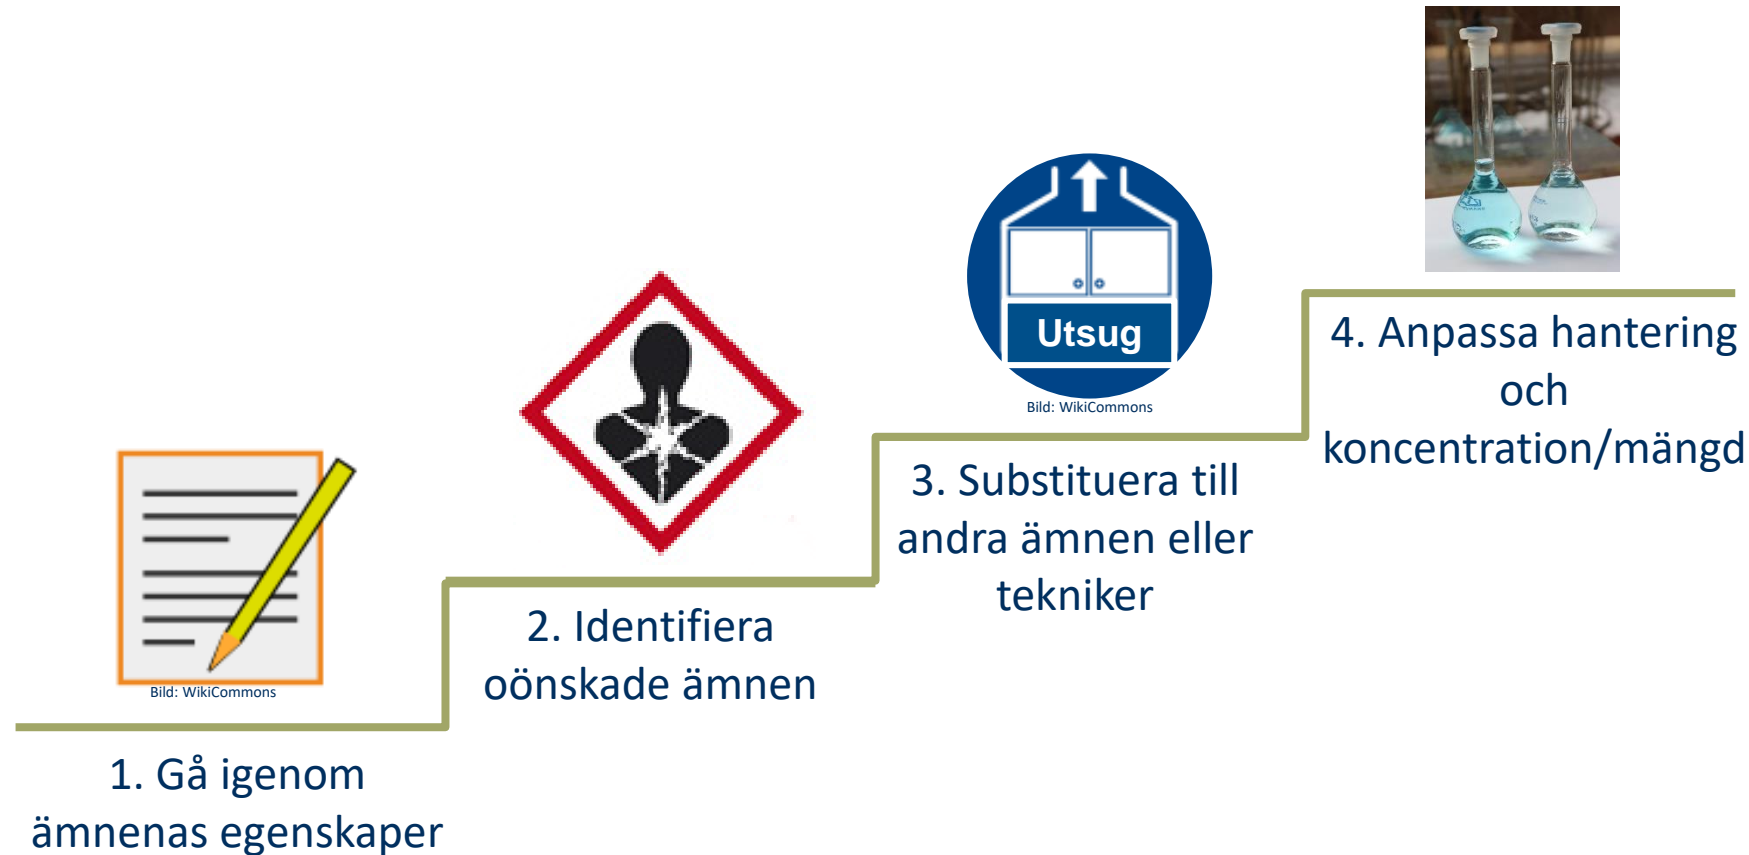 Bild: WikiCommons
1. Gå igenom
ämnenas egenskaper
2. Identifiera
oönskade ämnen
Utsug
Bild: WikiCommons
3. Substituera till
andra ämnen eller
tekniker
4. Anpassa hantering
och
koncentration/mängd